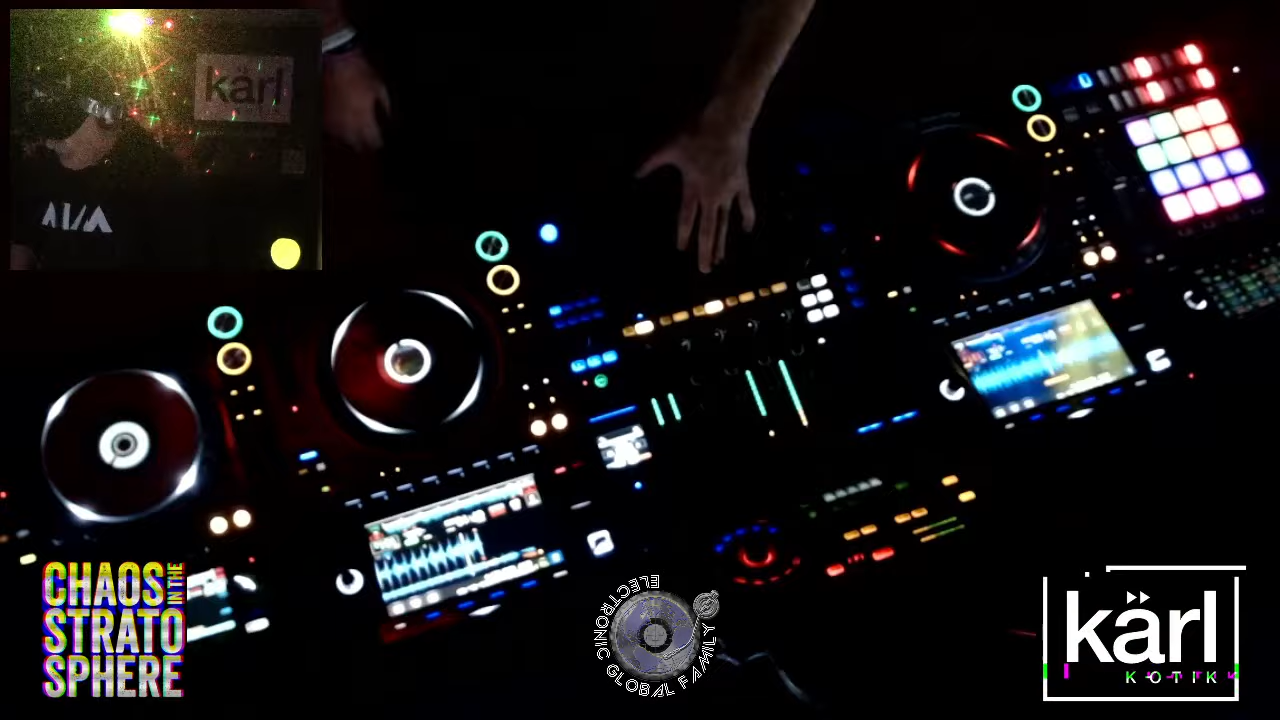 kärl
CHAOS
IN THE
STRATO
SPHERE
ELECTRONIC GLOBAL FAMILY
kärl
KOTIK